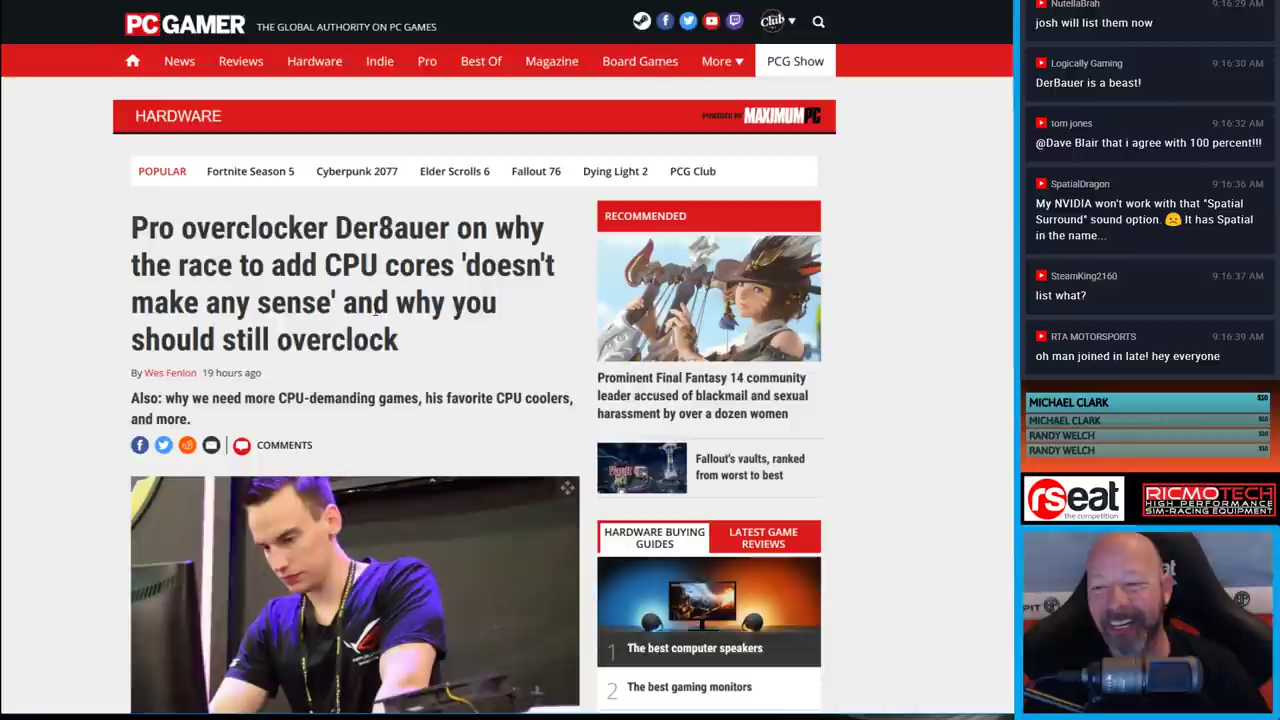 PC GAMER THE GLOBAL AUTHORITY ON PC GAMES
Club
News Reviews Hardware Indie Pro Best Of Magazine Board Games More ▼ PCG Show
HARDWARE
POWERED BY MAXIMUMPC
POPULAR Fortnite Season 5 Cyberpunk 2077 Elder Scrolls 6 Fallout 76 Dying Light 2 PCG Club
Pro overclocker Der8auer on why
the race to add CPU cores 'doesn't
make any sense' and why you
should still overclock
By Wes Fenlon 19 hours ago
Also: why we need more CPU-demanding games, his favorite CPU coolers,
and more.
COMMENTS
RECOMMENDED
Prominent Final Fantasy 14 community
leader accused of blackmail and sexual
harassment by over a dozen women
Fallout's vaults, ranked
from worst to best
HARDWARE BUYING
GUIDES
LATEST GAME
REVIEWS
1 The best computer speakers
2 The best gaming monitors
NutellaBrah 9:16:29 AM
josh will list them now
Logically Gaming 9:16:30 AM
Der8auer is a beast!
tom jones 9:16:32 AM
@Dave Blair that i agree with 100 percent!!!
SpatialDragon 9:16:36 AM
My NVIDIA won't work with that "Spatial
Surround" sound option. ☹️ It has Spatial
in the name...
SteamKing2160 9:16:37 AM
list what?
RTA MOTORSPORTS 9:16:39 AM
oh man joined in late! hey everyone
MICHAEL CLARK $10
MICHAEL CLARK $10
RANDY WELCH $20
RANDY WELCH
rseat
the competition
RICMOTECH
HIGH PERFORMANCE
SIM-RACING EQUIPMENT